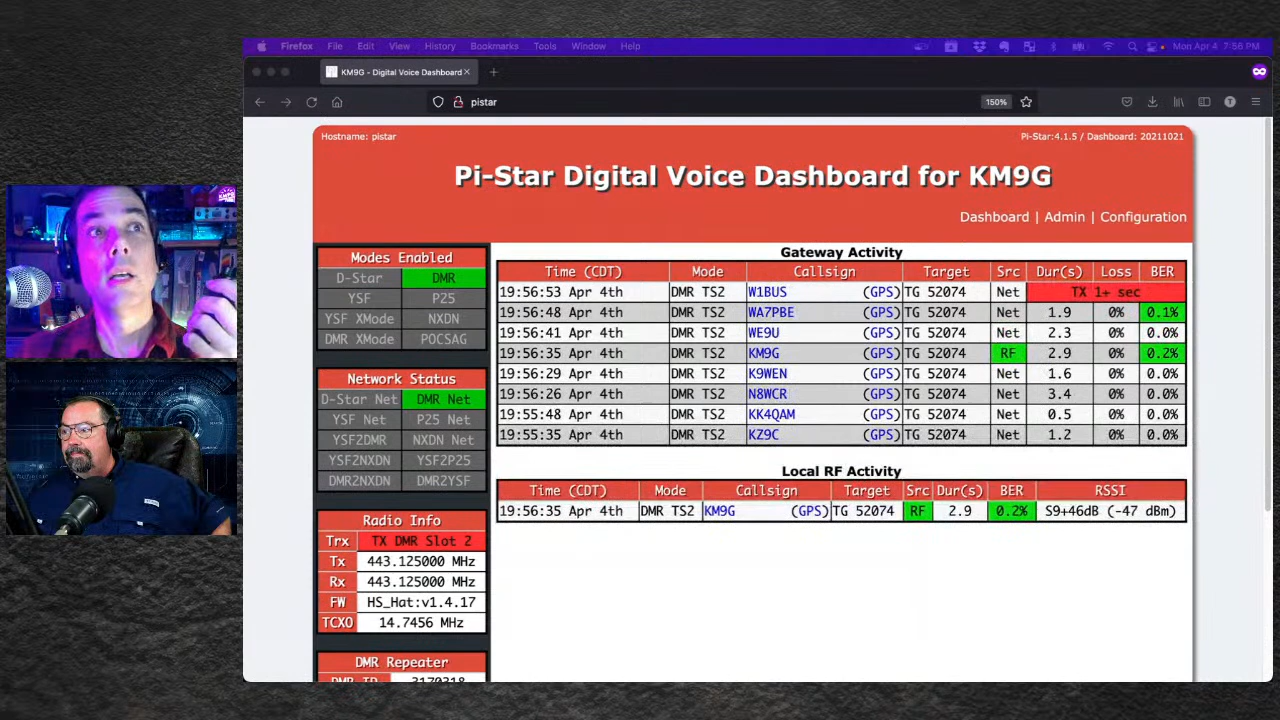 Firefox File Edit View History Bookmarks Tools Window Help Mon Apr 4 7:56 PM
KM9G - Digital Voice Dashboard
pistar 150%
Hostname: pistar Pi-Star:4.1.5 / Dashboard: 20211021
Pi-Star Digital Voice Dashboard for KM9G
Dashboard | Admin | Configuration
Modes Enabled
D-Star DMR
YSF P25
YSF XMode NXDN
DMR XMode POCSAG
Network Status
D-Star Net DMR Net
YSF Net P25 Net
YSF2DMR NXDN Net
YSF2NXDN YSF2P25
DMR2NXDN DMR2YSF
Radio Info
Trx TX DMR Slot 2
Tx 443.125000 MHz
Rx 443.125000 MHz
FW HS_Hat:v1.4.17
TCXO 14.7456 MHz
DMR Repeater
DMR ID 3170318
Gateway Activity
Time (CDT) Mode Callsign Target Src Dur(s) Loss BER
19:56:53 Apr 4th DMR TS2 W1BUS (GPS) TG 52074 Net TX 1+ sec
19:56:48 Apr 4th DMR TS2 WA7PBE (GPS) TG 52074 Net 1.9 0% 0.1%
19:56:41 Apr 4th DMR TS2 WE9U (GPS) TG 52074 Net 2.3 0% 0.0%
19:56:35 Apr 4th DMR TS2 KM9G (GPS) TG 52074 RF 2.9 0% 0.2%
19:56:29 Apr 4th DMR TS2 K9WEN (GPS) TG 52074 Net 1.6 0% 0.0%
19:56:26 Apr 4th DMR TS2 N8WCR (GPS) TG 52074 Net 3.4 0% 0.0%
19:55:48 Apr 4th DMR TS2 KK4QAM (GPS) TG 52074 Net 0.5 0% 0.0%
19:55:35 Apr 4th DMR TS2 KZ9C (GPS) TG 52074 Net 1.2 0% 0.0%
Local RF Activity
Time (CDT) Mode Callsign Target Src Dur(s) BER RSSI
19:56:35 Apr 4th DMR TS2 KM9G (GPS) TG 52074 RF 2.9 0.2% S9+46dB (-47 dBm)